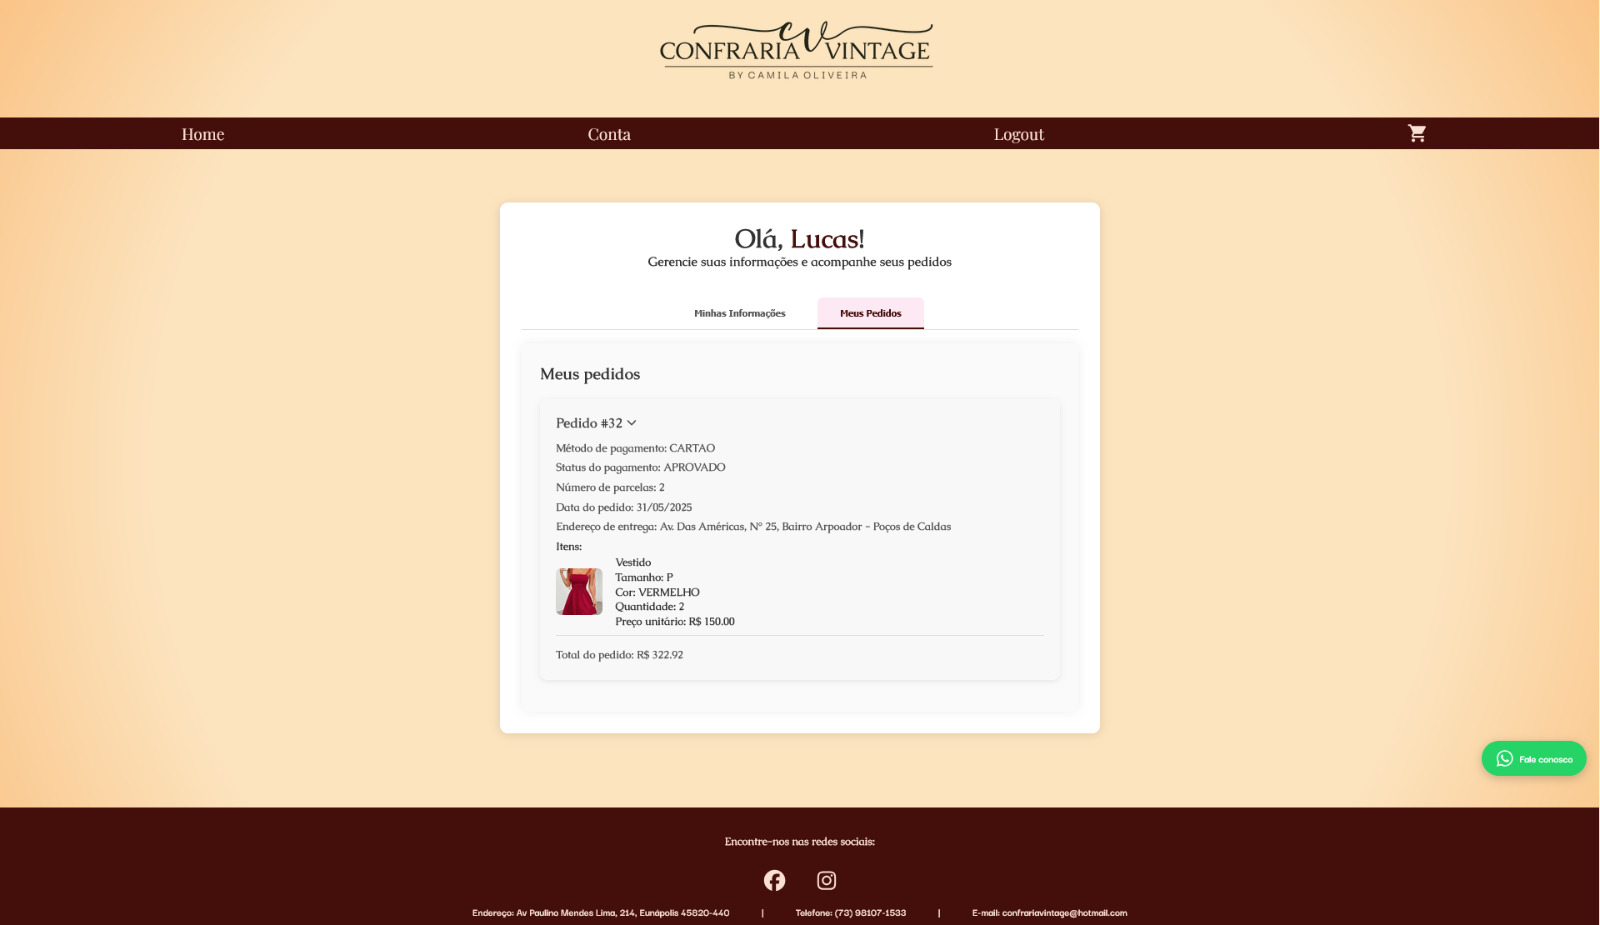 CV
CONFRARIA VINTAGE
BY CAMILA OLIVEIRA
Home
Conta
Logout
Olá, Lucas!
Gerencie suas informações e acompanhe seus pedidos
Minhas Informações
Meus Pedidos
Meus pedidos
Pedido #32
Método de pagamento: CARTAO
Status do pagamento: APROVADO
Número de parcelas: 2
Data do pedido: 31/05/2025
Endereço de entrega: Av. Das Américas, Nº 25, Bairro Arpoador - Poços de Caldas
Itens:
Vestido
Tamanho: P
Cor: VERMELHO
Quantidade: 2
Preço unitário: R$ 150.00
Total do pedido: R$ 322.92
Fale conosco
Encontre-nos nas redes sociais:
Endereço: Av Paulino Mendes Lima, 214, Eunápolis 45820-440 | Telefone: (73) 98107-1533 | E-mail: confrariavintage@hotmail.com